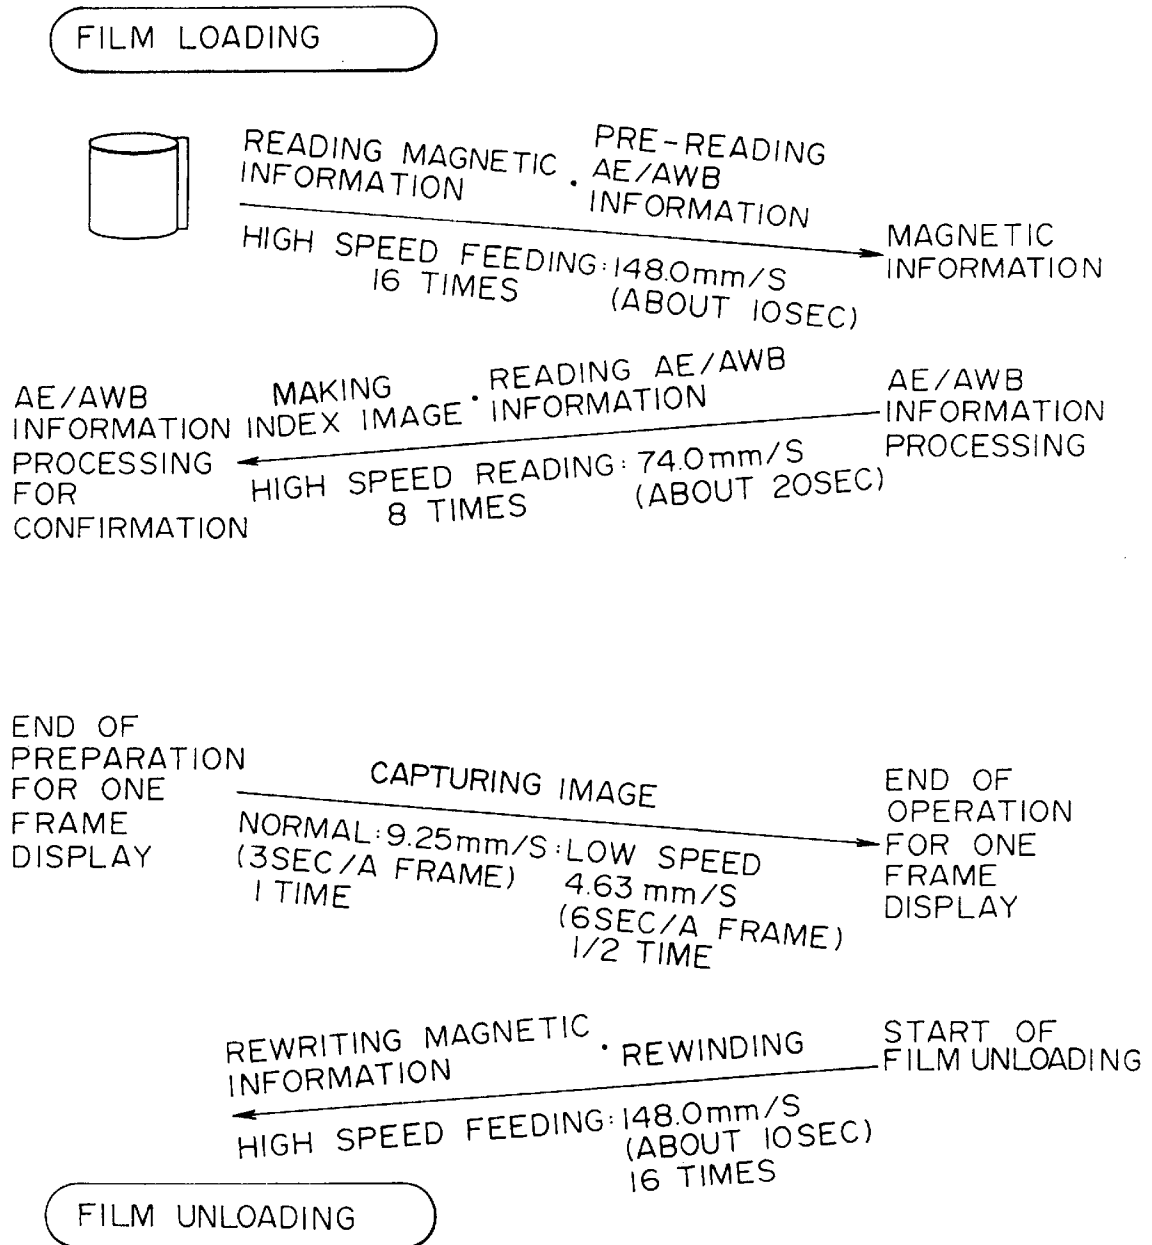 FILM LOADING
READING MAGNETIC
INFORMATION
·
PRE-READING
AE/AWB
INFORMATION
HIGH SPEED FEEDING:148.0mm/S
16 TIMES
(ABOUT 10SEC)
MAGNETIC
INFORMATION
AE/AWB
INFORMATION
PROCESSING
FOR
CONFIRMATION
MAKING
INDEX IMAGE
·
READING AE/AWB
INFORMATION
HIGH SPEED READING:74.0mm/S
8 TIMES
(ABOUT 20SEC)
AE/AWB
INFORMATION
PROCESSING
END OF
PREPARATION
FOR ONE
FRAME
DISPLAY
CAPTURING IMAGE
NORMAL:9.25mm/S:LOW SPEED
(3SEC/A FRAME)
1 TIME
4.63mm/S
(6SEC/A FRAME)
1/2 TIME
END OF
OPERATION
FOR ONE
FRAME
DISPLAY
REWRITING MAGNETIC
INFORMATION
·
REWINDING
START OF
FILM UNLOADING
HIGH SPEED FEEDING:148.0mm/S
(ABOUT 10SEC)
16 TIMES
FILM UNLOADING